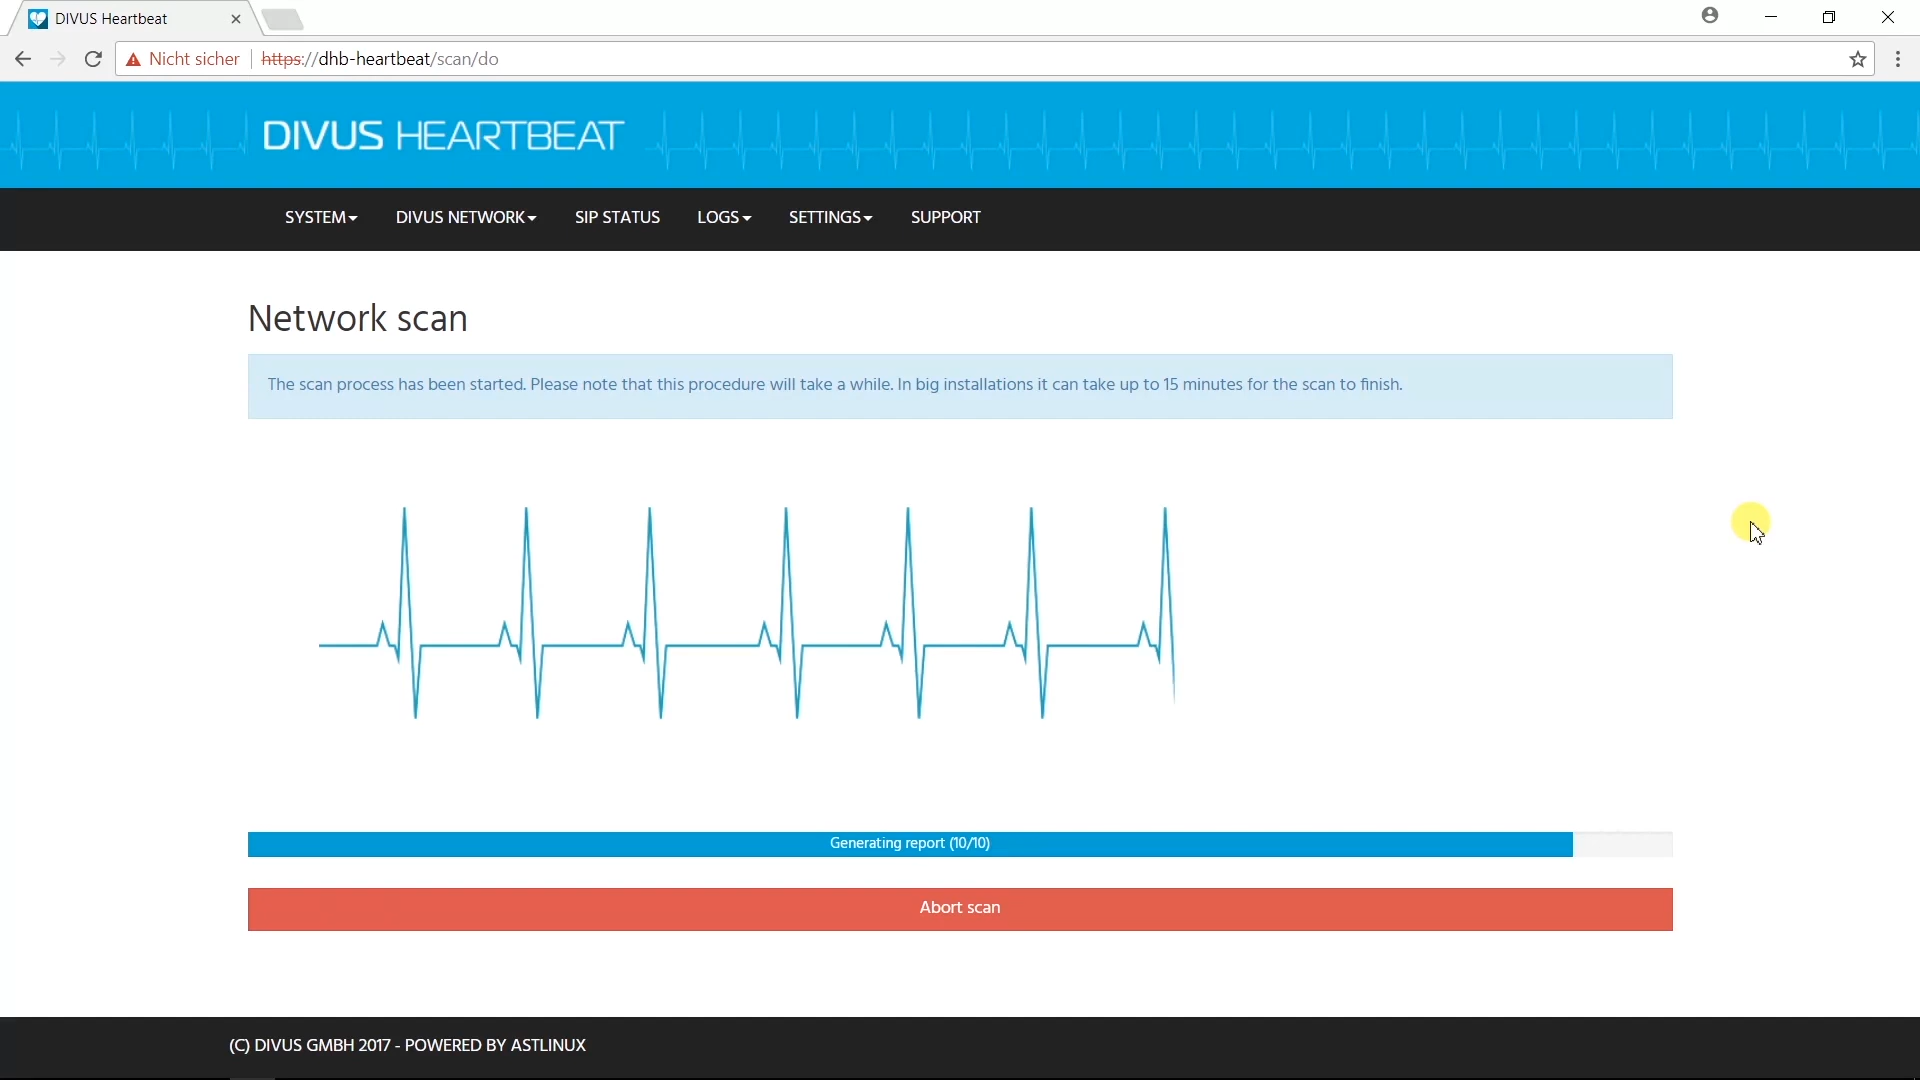 DIVUS Heartbeat
Nicht sicher https://dhb-heartbeat/scan/do
DIVUS HEARTBEAT
SYSTEM DIVUS NETWORK SIP STATUS LOGS SETTINGS SUPPORT
Network scan
The scan process has been started. Please note that this procedure will take a while. In big installations it can take up to 15 minutes for the scan to finish.
Generating report (10/10)
Abort scan
(C) DIVUS GMBH 2017 - POWERED BY ASTLINUX